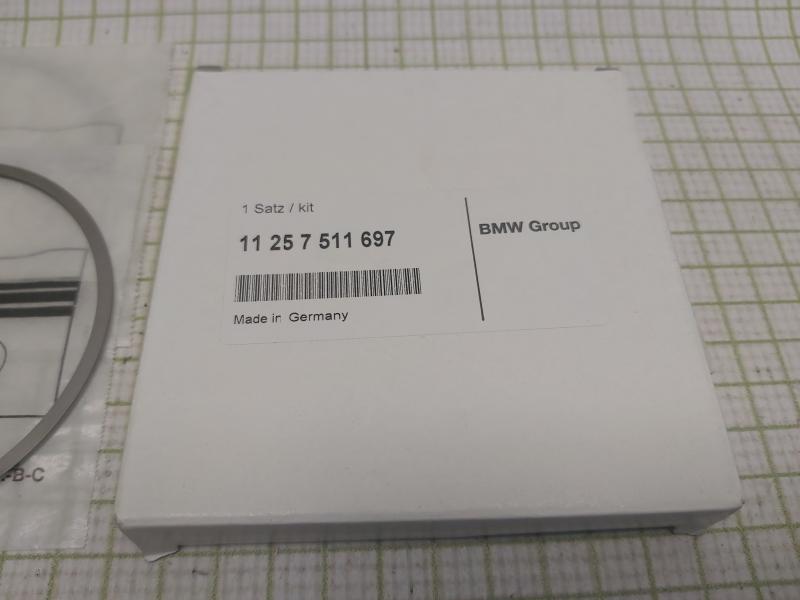 1 Satz / kit
11 25 7 511 697
BMW Group
Made in Germany
-B-C